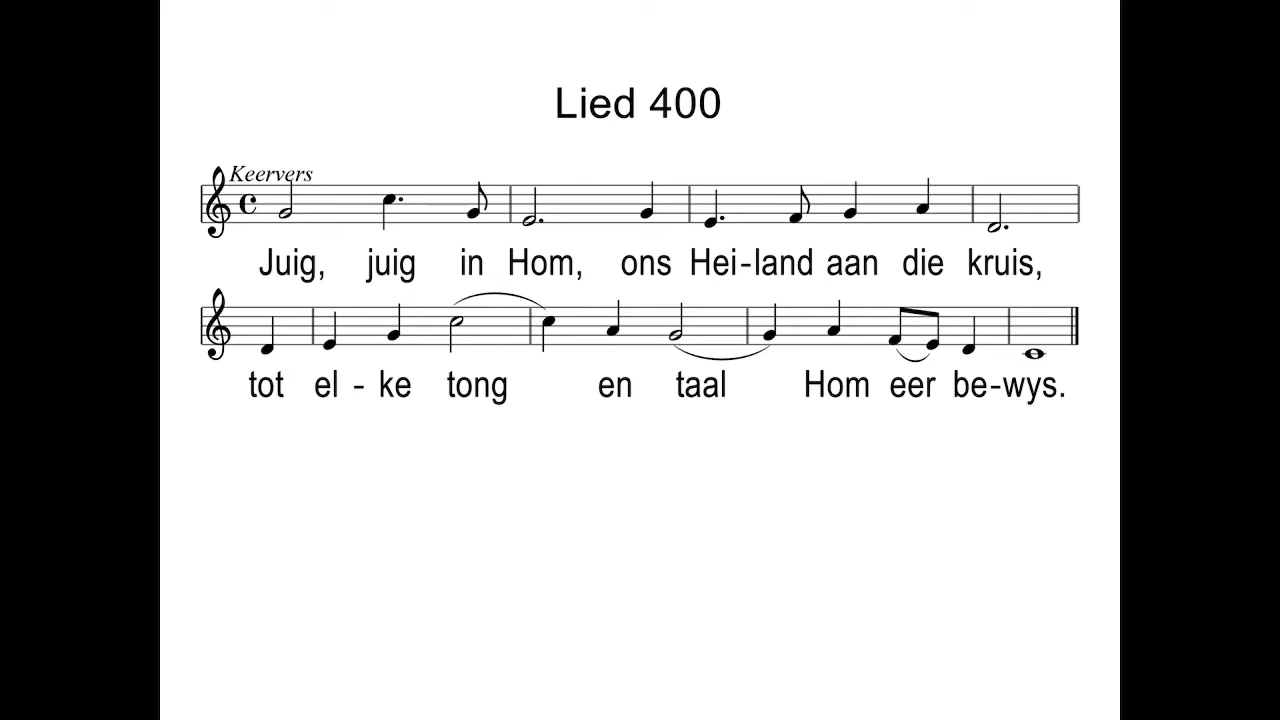 Lied 400
Keervers
Juig, juig in Hom, ons Hei-land aan die kruis,
tot el-ke tong en taal Hom eer be-wys.